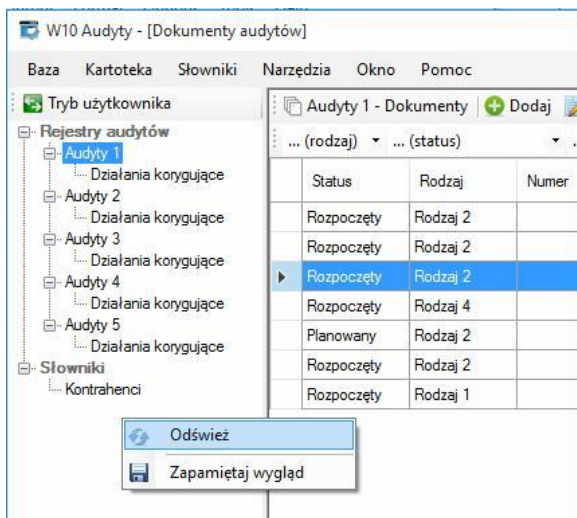 W10 Audyty - [Dokumenty audytów]
Baza Kartoteka Słowniki Narzędzia Okno Pomoc
Tryb użytkownika
Rejestry audytów
Audyty 1
Działania korygujące
Audyty 2
Działania korygujące
Audyty 3
Działania korygujące
Audyty 4
Działania korygujące
Audyty 5
Działania korygujące
Słowniki
Kontrahenci
Odśwież
Zapamiętaj wygląd
Audyty 1 - Dokumenty Dodaj
... (rodzaj) ... (status)
Status Rodzaj Numer
Rozpoczęty Rodzaj 2
Rozpoczęty Rodzaj 2
Rozpoczęty Rodzaj 2
Rozpoczęty Rodzaj 4
Planowany Rodzaj 2
Rozpoczęty Rodzaj 2
Rozpoczęty Rodzaj 1